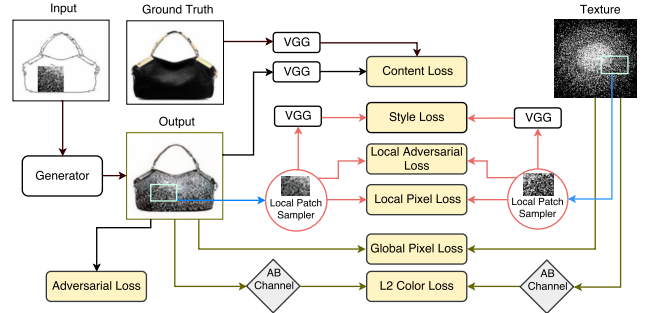 Input
Ground Truth
Texture
VGG
VGG
Content Loss
Output
VGG
Style Loss
VGG
Generator
Local Adversarial
Loss
Local Patch
Sampler
Local Pixel Loss
Local Patch
Sampler
Global Pixel Loss
Adversarial Loss
AB
Channel
L2 Color Loss
AB
Channel